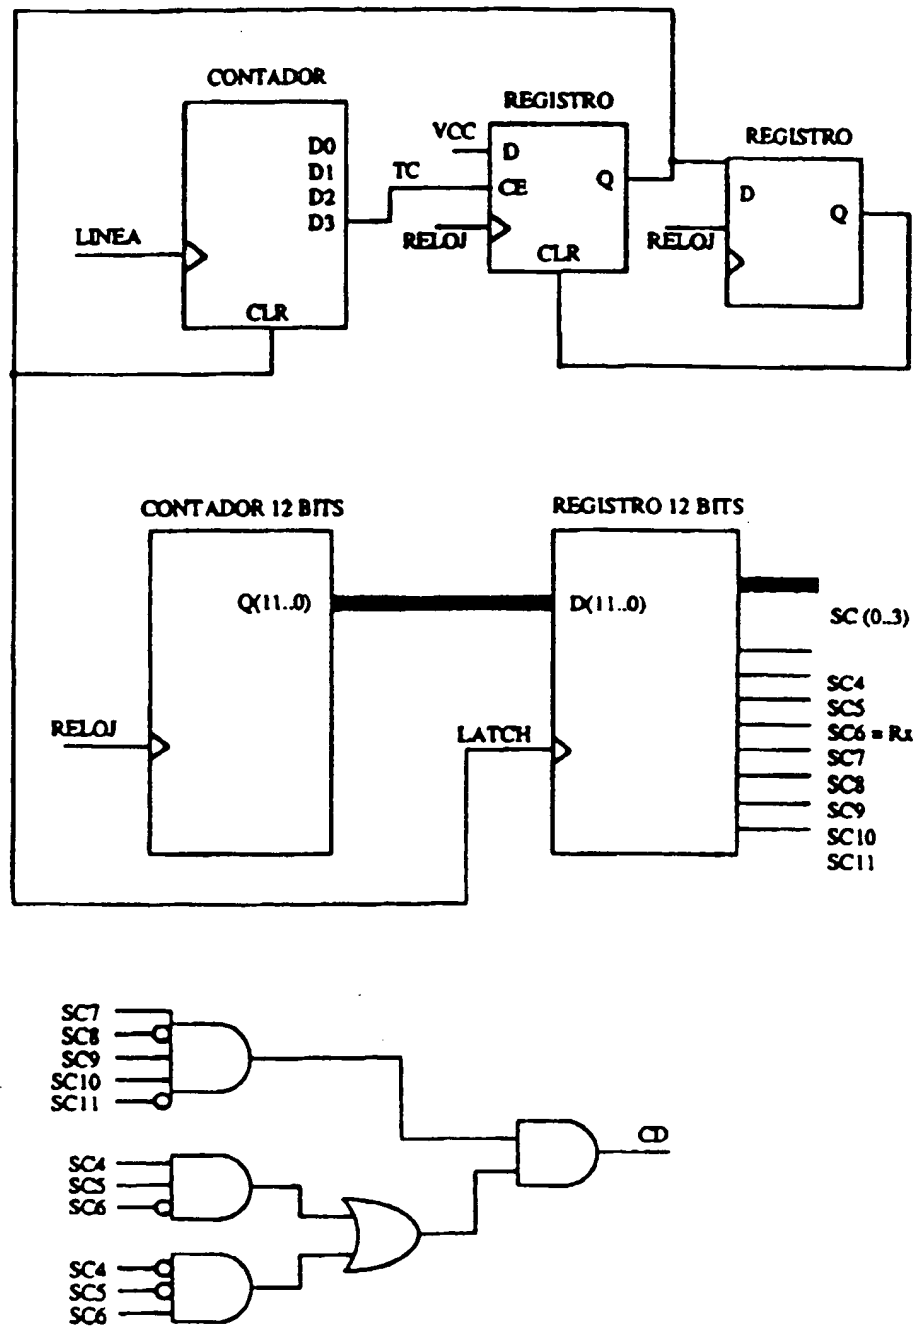 CONTADOR
REGISTRO
REGISTRO
VCC
D
D0
D1
D2
D3
TC
CE
Q
D
Q
LINEA
RELOJ
RELOJ
CLR
CLR
CONTADOR 12 BITS
REGISTRO 12 BITS
Q(11..0)
D(11..0)
SC (0..3)
SC4
SC5
SC6 = Rx
SC7
SC8
SC9
SC10
SC11
RELOJ
LATCH
SC7
SC8
SC9
SC10
SC11
CD
SC4
SC5
SC6
SC4
SC5
SC6